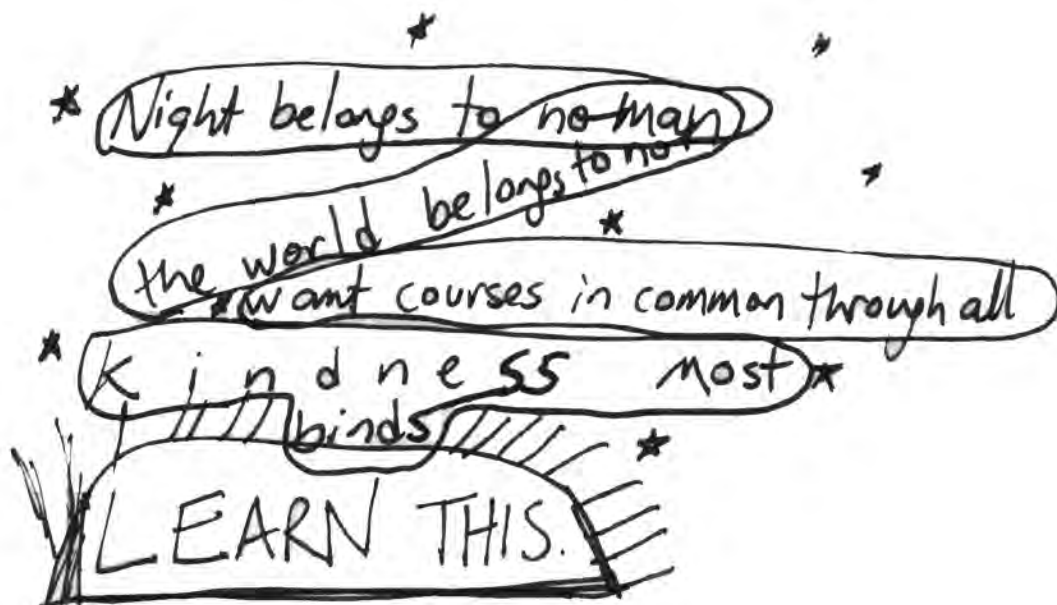 Night belongs to no man
the world belongs to no
want courses in common through all
kindness most
binds
LEARN THIS.